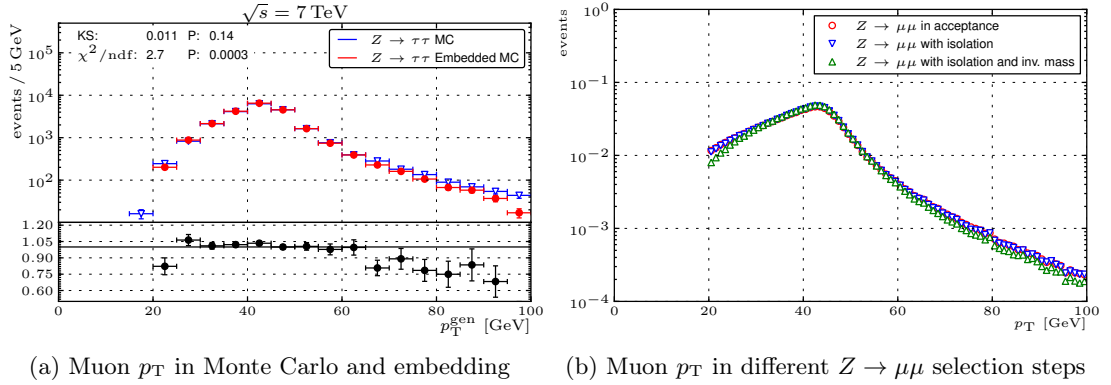 √s = 7 TeV
KS: 0.011 P: 0.14
χ²/ndf: 2.7 P: 0.0003
Z → ττ MC
Z → ττ Embedded MC
events / 5 GeV
10⁵
10⁴
10³
10²
1.20
1.05
0.90
0.75
0.60
0 20 40 60 80 100
p_T^gen [GeV]
(a) Muon p_T in Monte Carlo and embedding
events
10⁰
10⁻¹
10⁻²
10⁻³
10⁻⁴
Z → μμ in acceptance
Z → μμ with isolation
Z → μμ with isolation and inv. mass
0 20 40 60 80 100
p_T [GeV]
(b) Muon p_T in different Z → μμ selection steps